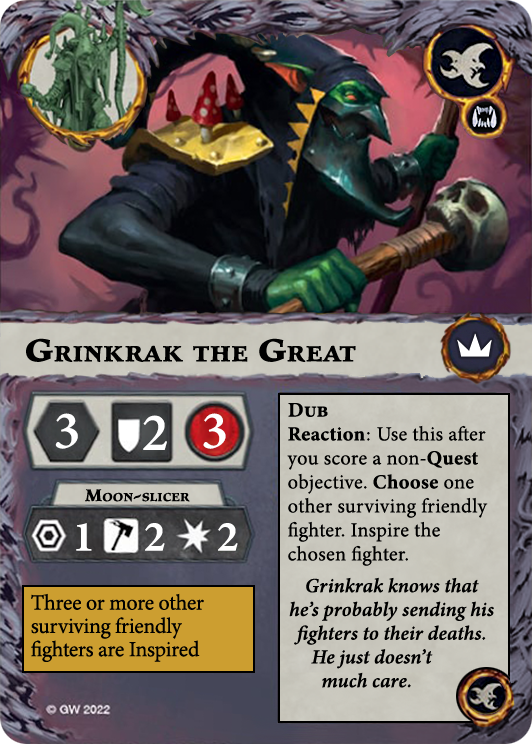 Grinkrak the Great
3 2 3
Moon-slicer
1 2 2
Three or more other
surviving friendly
fighters are Inspired
© GW 2022
Dub
Reaction: Use this after
you score a non-Quest
objective. Choose one
other surviving friendly
fighter. Inspire the
chosen fighter.
Grinkrak knows that
he's probably sending his
fighters to their deaths.
He just doesn't
much care.